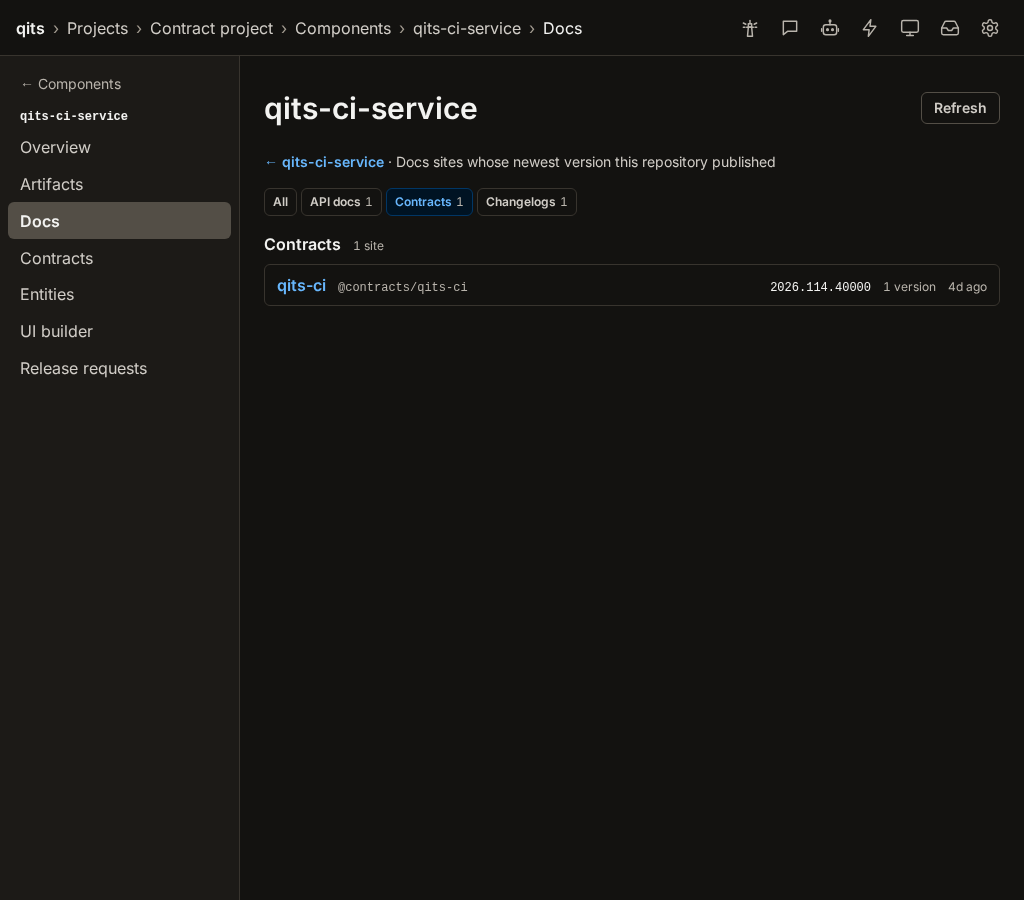 qits › Projects › Contract project › Components › qits-ci-service › Docs
← Components
qits-ci-service
Overview
Artifacts
Docs
Contracts
Entities
UI builder
Release requests
qits-ci-service
Refresh
← qits-ci-service · Docs sites whose newest version this repository published
All
API docs 1
Contracts 1
Changelogs 1
Contracts 1 site
qits-ci @contracts/qits-ci 2026.114.40000 1 version 4d ago